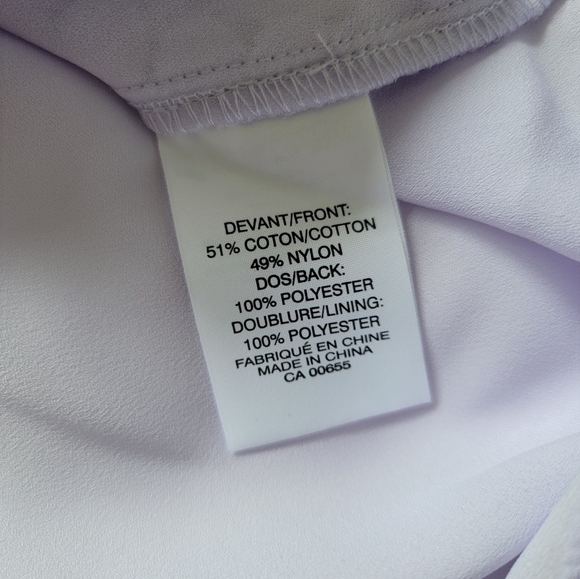 DEVANT/FRONT:
51% COTON/COTTON
49% NYLON
DOS/BACK:
100% POLYESTER
DOUBLURE/LINING:
100% POLYESTER
FABRIQUÉ EN CHINE
MADE IN CHINA
CA 00655